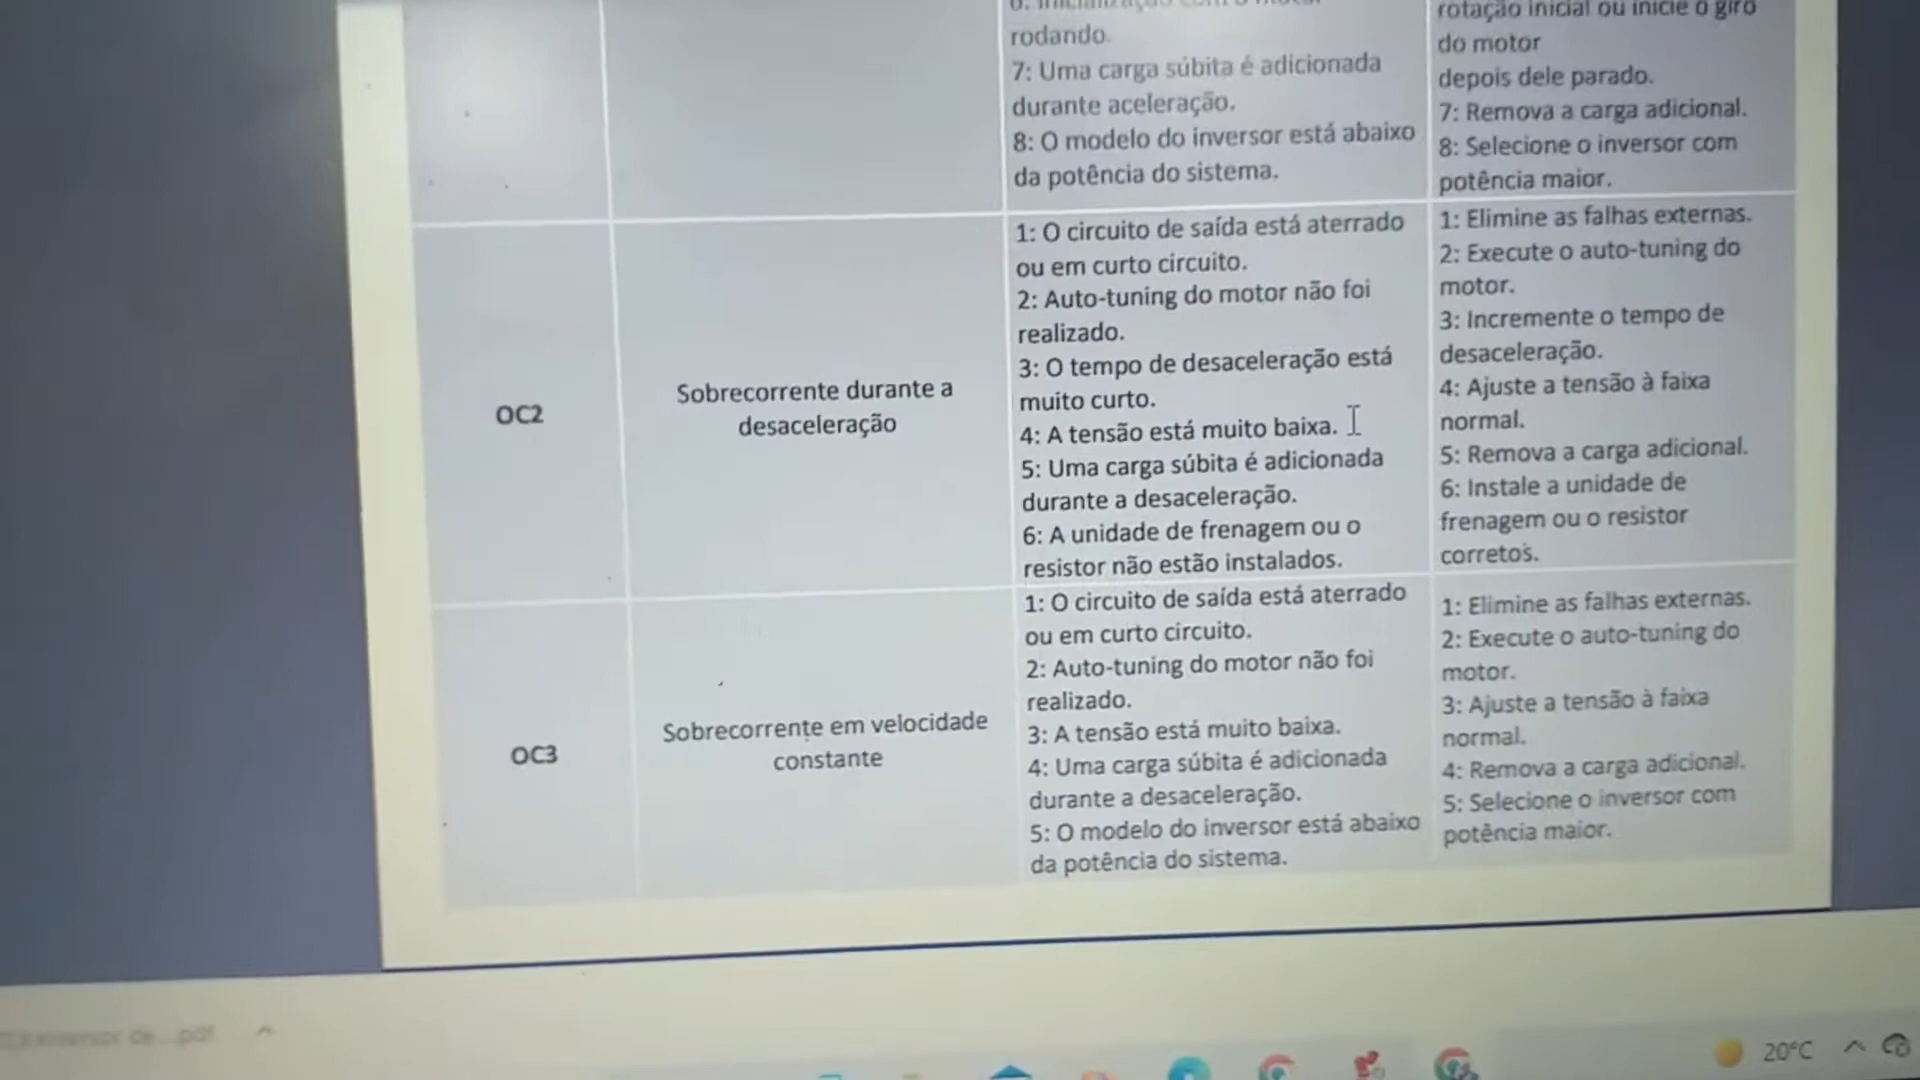 rodando.
7: Uma carga súbita é adicionada
durante aceleração.
8: O modelo do inversor está abaixo
da potência do sistema.
rotação inicial ou inicie o giro
do motor
depois dele parado.
7: Remova a carga adicional.
8: Selecione o inversor com
potência maior.
OC2
Sobrecorrente durante a
desaceleração
1: O circuito de saída está aterrado
ou em curto circuito.
2: Auto-tuning do motor não foi
realizado.
3: O tempo de desaceleração está
muito curto.
4: A tensão está muito baixa.
5: Uma carga súbita é adicionada
durante a desaceleração.
6: A unidade de frenagem ou o
resistor não estão instalados.
1: Elimine as falhas externas.
2: Execute o auto-tuning do
motor.
3: Incremente o tempo de
desaceleração.
4: Ajuste a tensão à faixa
normal.
5: Remova a carga adicional.
6: Instale a unidade de
frenagem ou o resistor
corretos.
OC3
Sobrecorrente em velocidade
constante
1: O circuito de saída está aterrado
ou em curto circuito.
2: Auto-tuning do motor não foi
realizado.
3: A tensão está muito baixa.
4: Uma carga súbita é adicionada
durante a desaceleração.
5: O modelo do inversor está abaixo
da potência do sistema.
1: Elimine as falhas externas.
2: Execute o auto-tuning do
motor.
3: Ajuste a tensão à faixa
normal.
4: Remova a carga adicional.
5: Selecione o inversor com
potência maior.
de....pdf
20°C